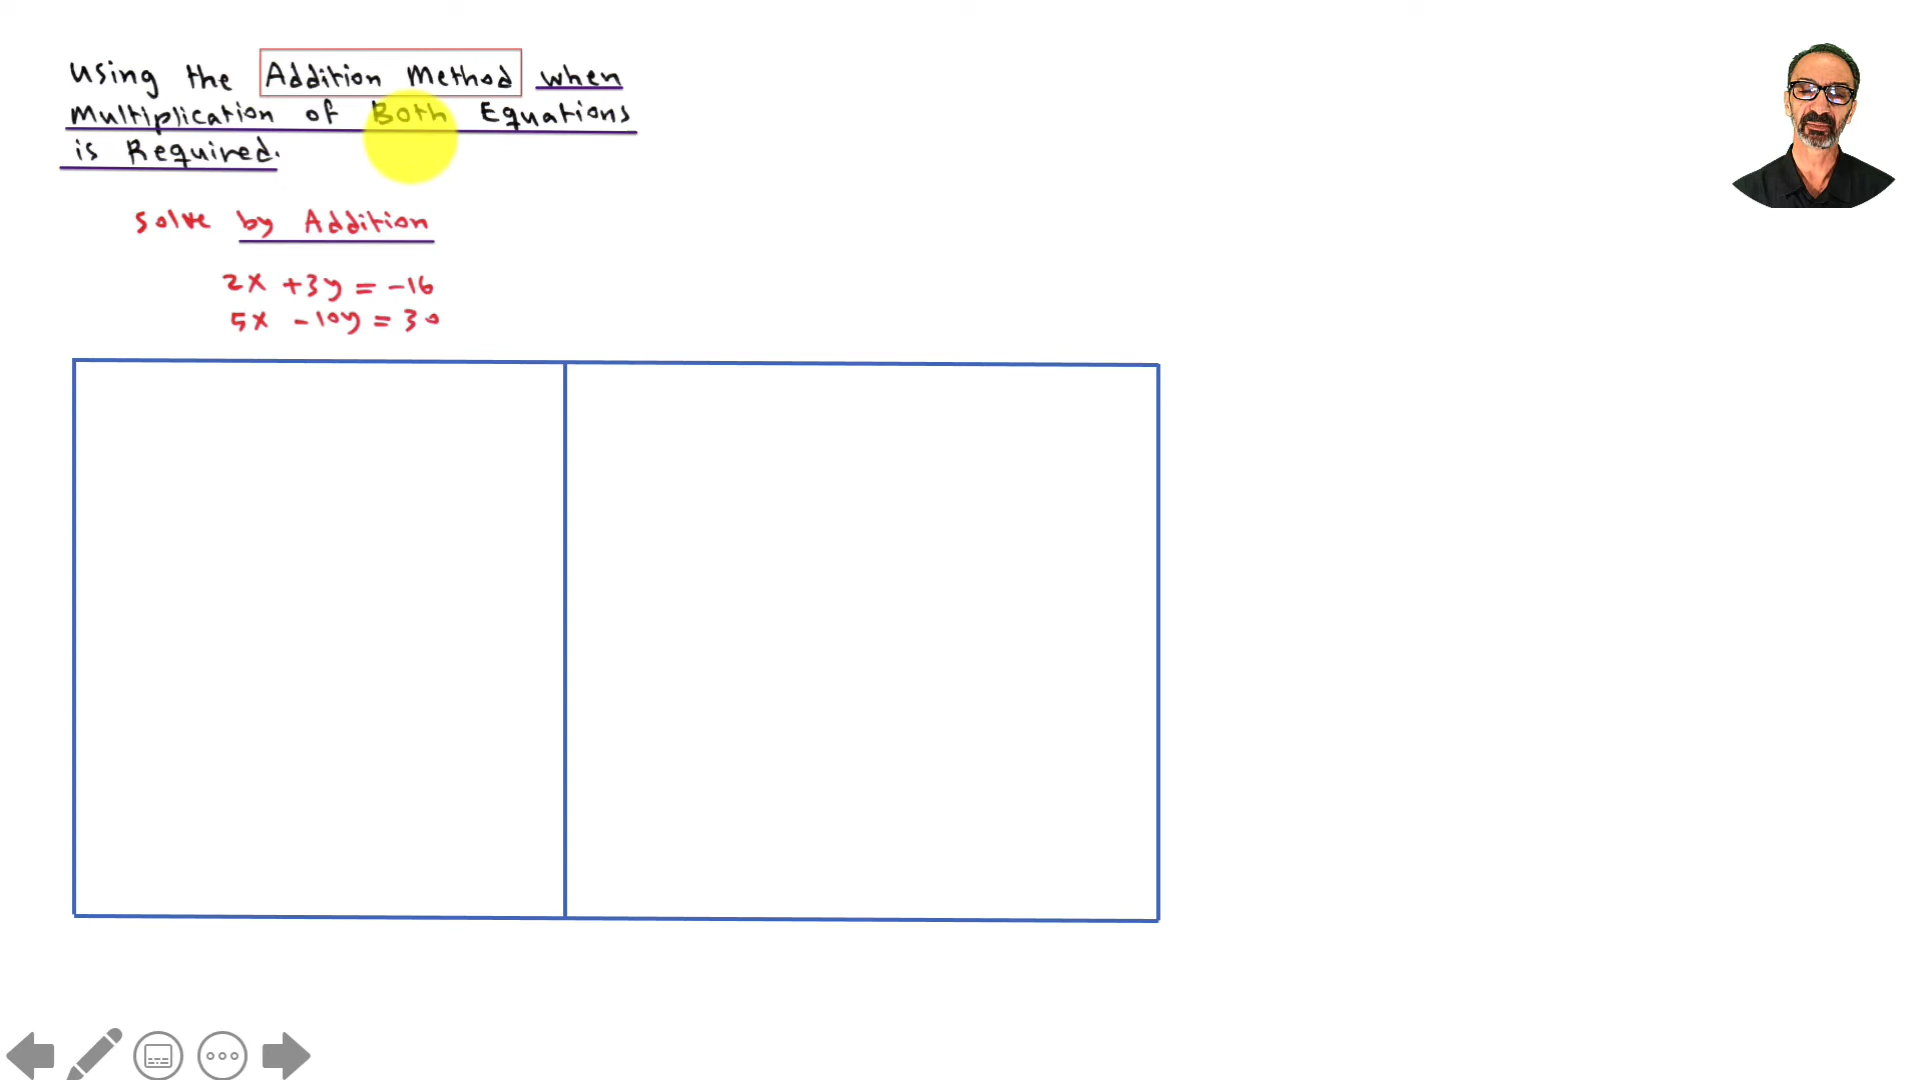 Using the Addition Method when
Multiplication of Both Equations
is Required.
Solve by Addition
2x +3y = -16
5x -10y = 30